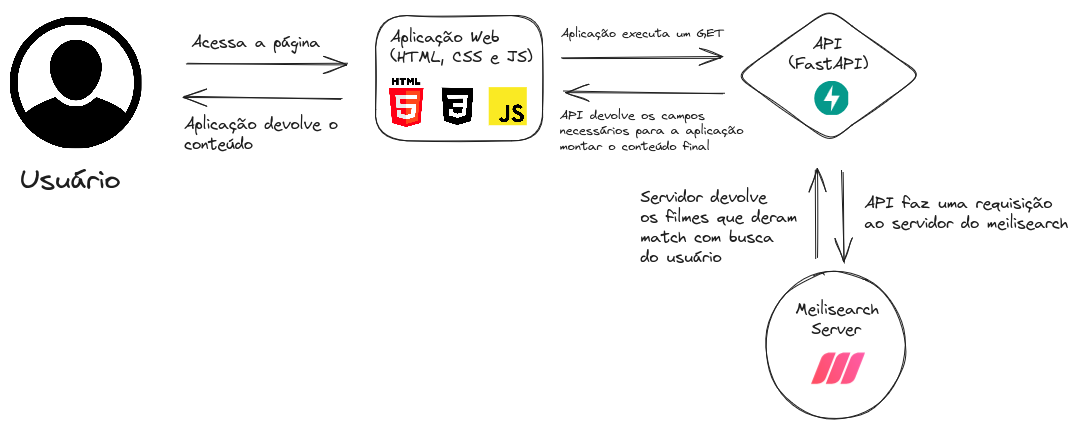 Acessa a página
Aplicação devolve o
conteúdo
Usuário
Aplicação Web
(HTML, CSS e JS)
HTML
5
3
JS
Aplicação executa um GET
API devolve os campos
necessários para a aplicação
montar o conteúdo final
API
(FastAPI)
Servidor devolve
os filmes que deram
match com busca
do usuário
API faz uma requisição
ao servidor do meilisearch
Meilisearch
Server